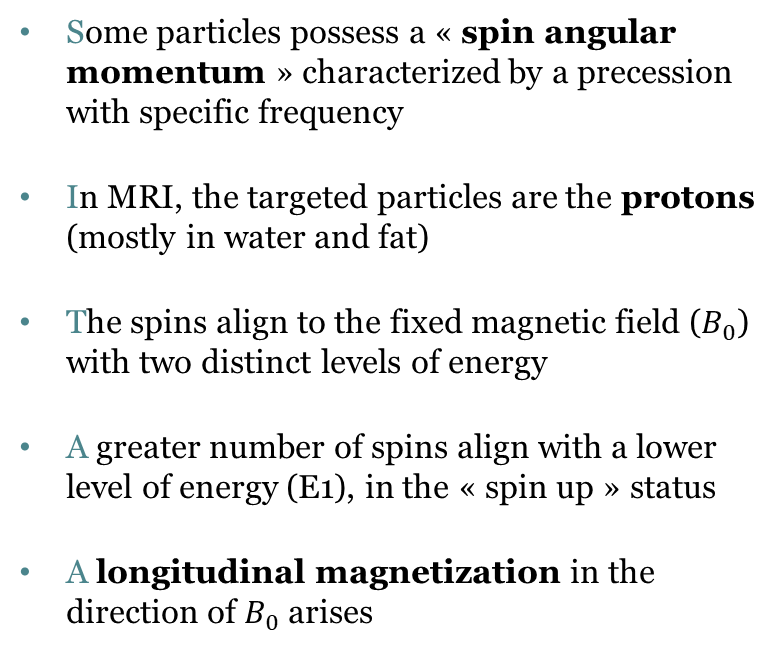 • Some particles possess a « spin angular
momentum » characterized by a precession
with specific frequency
• In MRI, the targeted particles are the protons
(mostly in water and fat)
• The spins align to the fixed magnetic field (B₀)
with two distinct levels of energy
• A greater number of spins align with a lower
level of energy (E1), in the « spin up » status
• A longitudinal magnetization in the
direction of B₀ arises